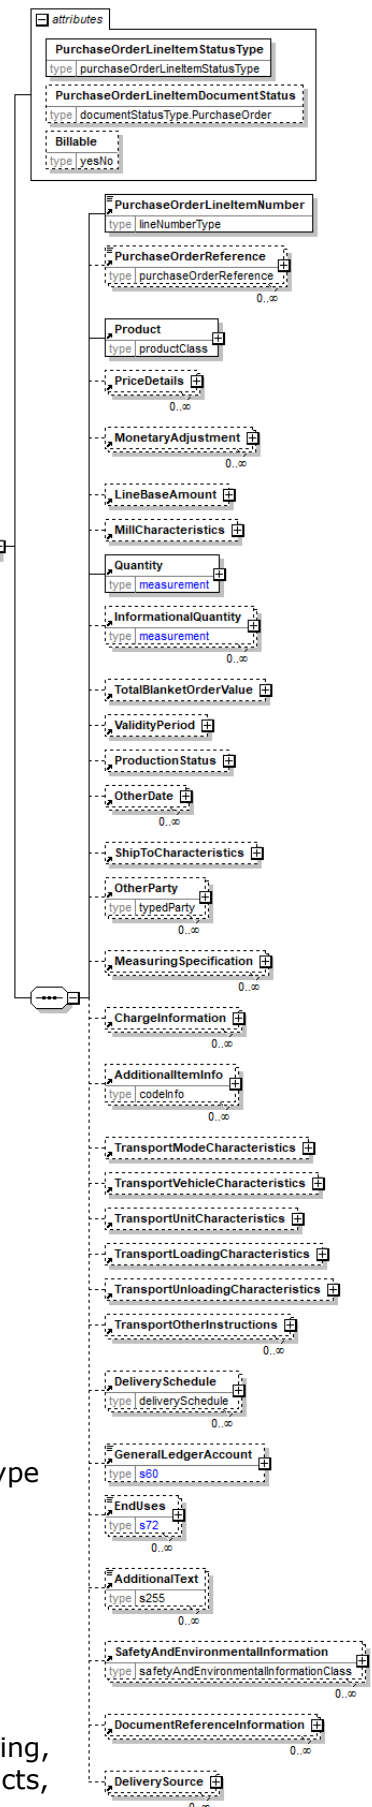 attributes
PurchaseOrderLineItemStatusType
type purchaseOrderLineItemStatusType
PurchaseOrderLineItemDocumentStatus
type documentStatusType.PurchaseOrder
Billable
type yesNo
PurchaseOrderLineItemNumber
type lineNumberType
PurchaseOrderReference
type purchaseOrderReference
0..∞
Product
type productClass
PriceDetails
0..∞
MonetaryAdjustment
0..∞
LineBaseAmount
MillCharacteristics
Quantity
type measurement
InformationalQuantity
type measurement
0..∞
TotalBlanketOrderValue
ValidityPeriod
ProductionStatus
OtherDate
0..∞
ShipToCharacteristics
OtherParty
type typedParty
0..∞
MeasuringSpecification
0..∞
ChargeInformation
0..∞
AdditionalItemInfo
type codeInfo
0..∞
TransportModeCharacteristics
TransportVehicleCharacteristics
TransportUnitCharacteristics
TransportLoadingCharacteristics
TransportUnloadingCharacteristics
TransportOtherInstructions
0..∞
DeliverySchedule
type deliverySchedule
0..∞
GeneralLedgerAccount
type s60
ype
EndUses
type s72
0..∞
AdditionalText
type s255
0..∞
SafetyAndEnvironmentalInformation
type safetyAndEnvironmentalInformationClass
0..∞
DocumentReferenceInformation
0..∞
ing,
cts,
DeliverySource
0..∞